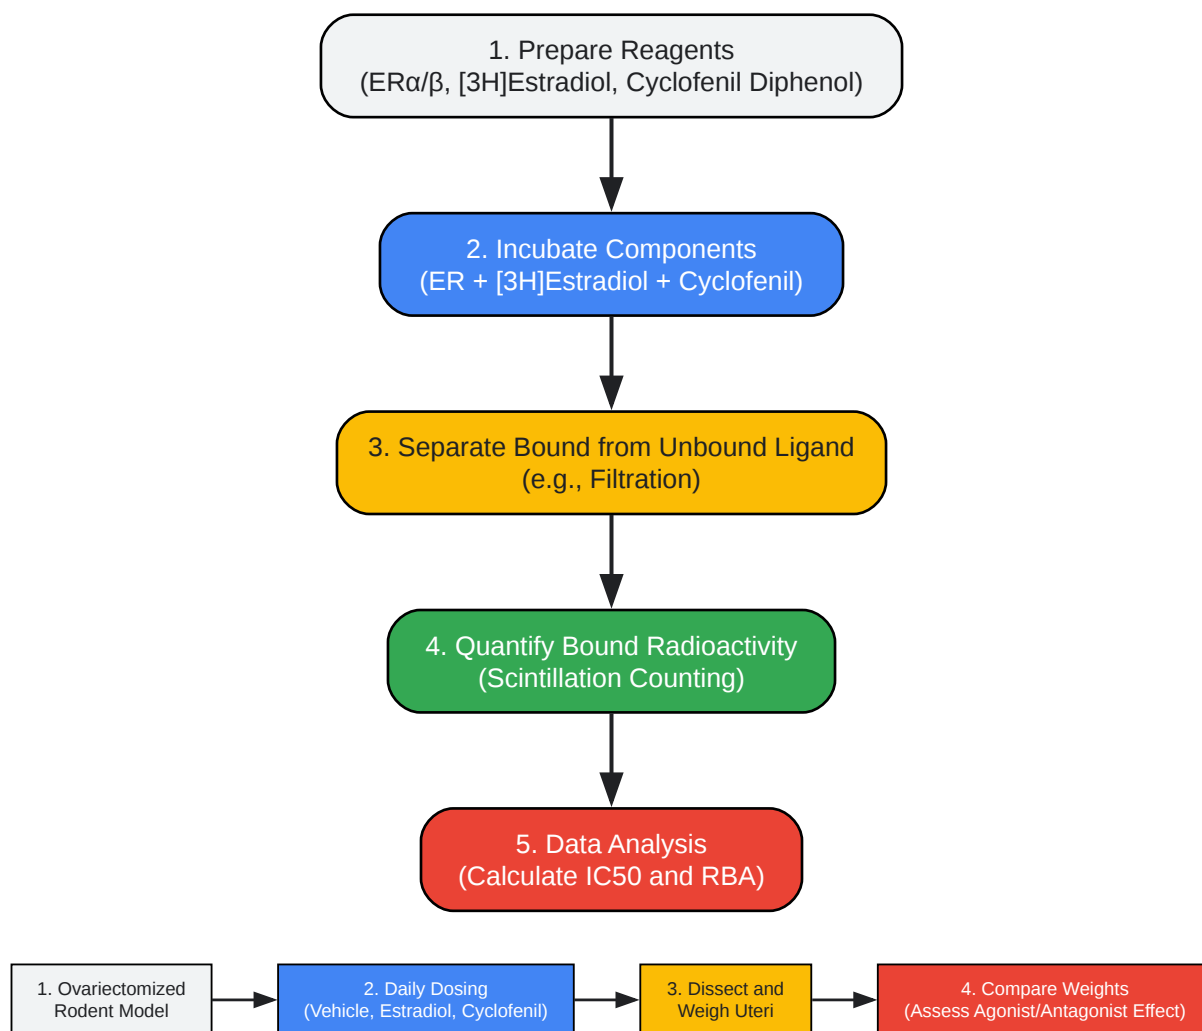 1. Prepare Reagents
(ERα/β, [3H]Estradiol, Cyclofenil Diphenol)
2. Incubate Components
(ER + [3H]Estradiol + Cyclofenil)
3. Separate Bound from Unbound Ligand
(e.g., Filtration)
4. Quantify Bound Radioactivity
(Scintillation Counting)
5. Data Analysis
(Calculate IC50 and RBA)
1. Ovariectomized
Rodent Model
2. Daily Dosing
(Vehicle, Estradiol, Cyclofenil)
3. Dissect and
Weigh Uteri
4. Compare Weights
(Assess Agonist/Antagonist Effect)